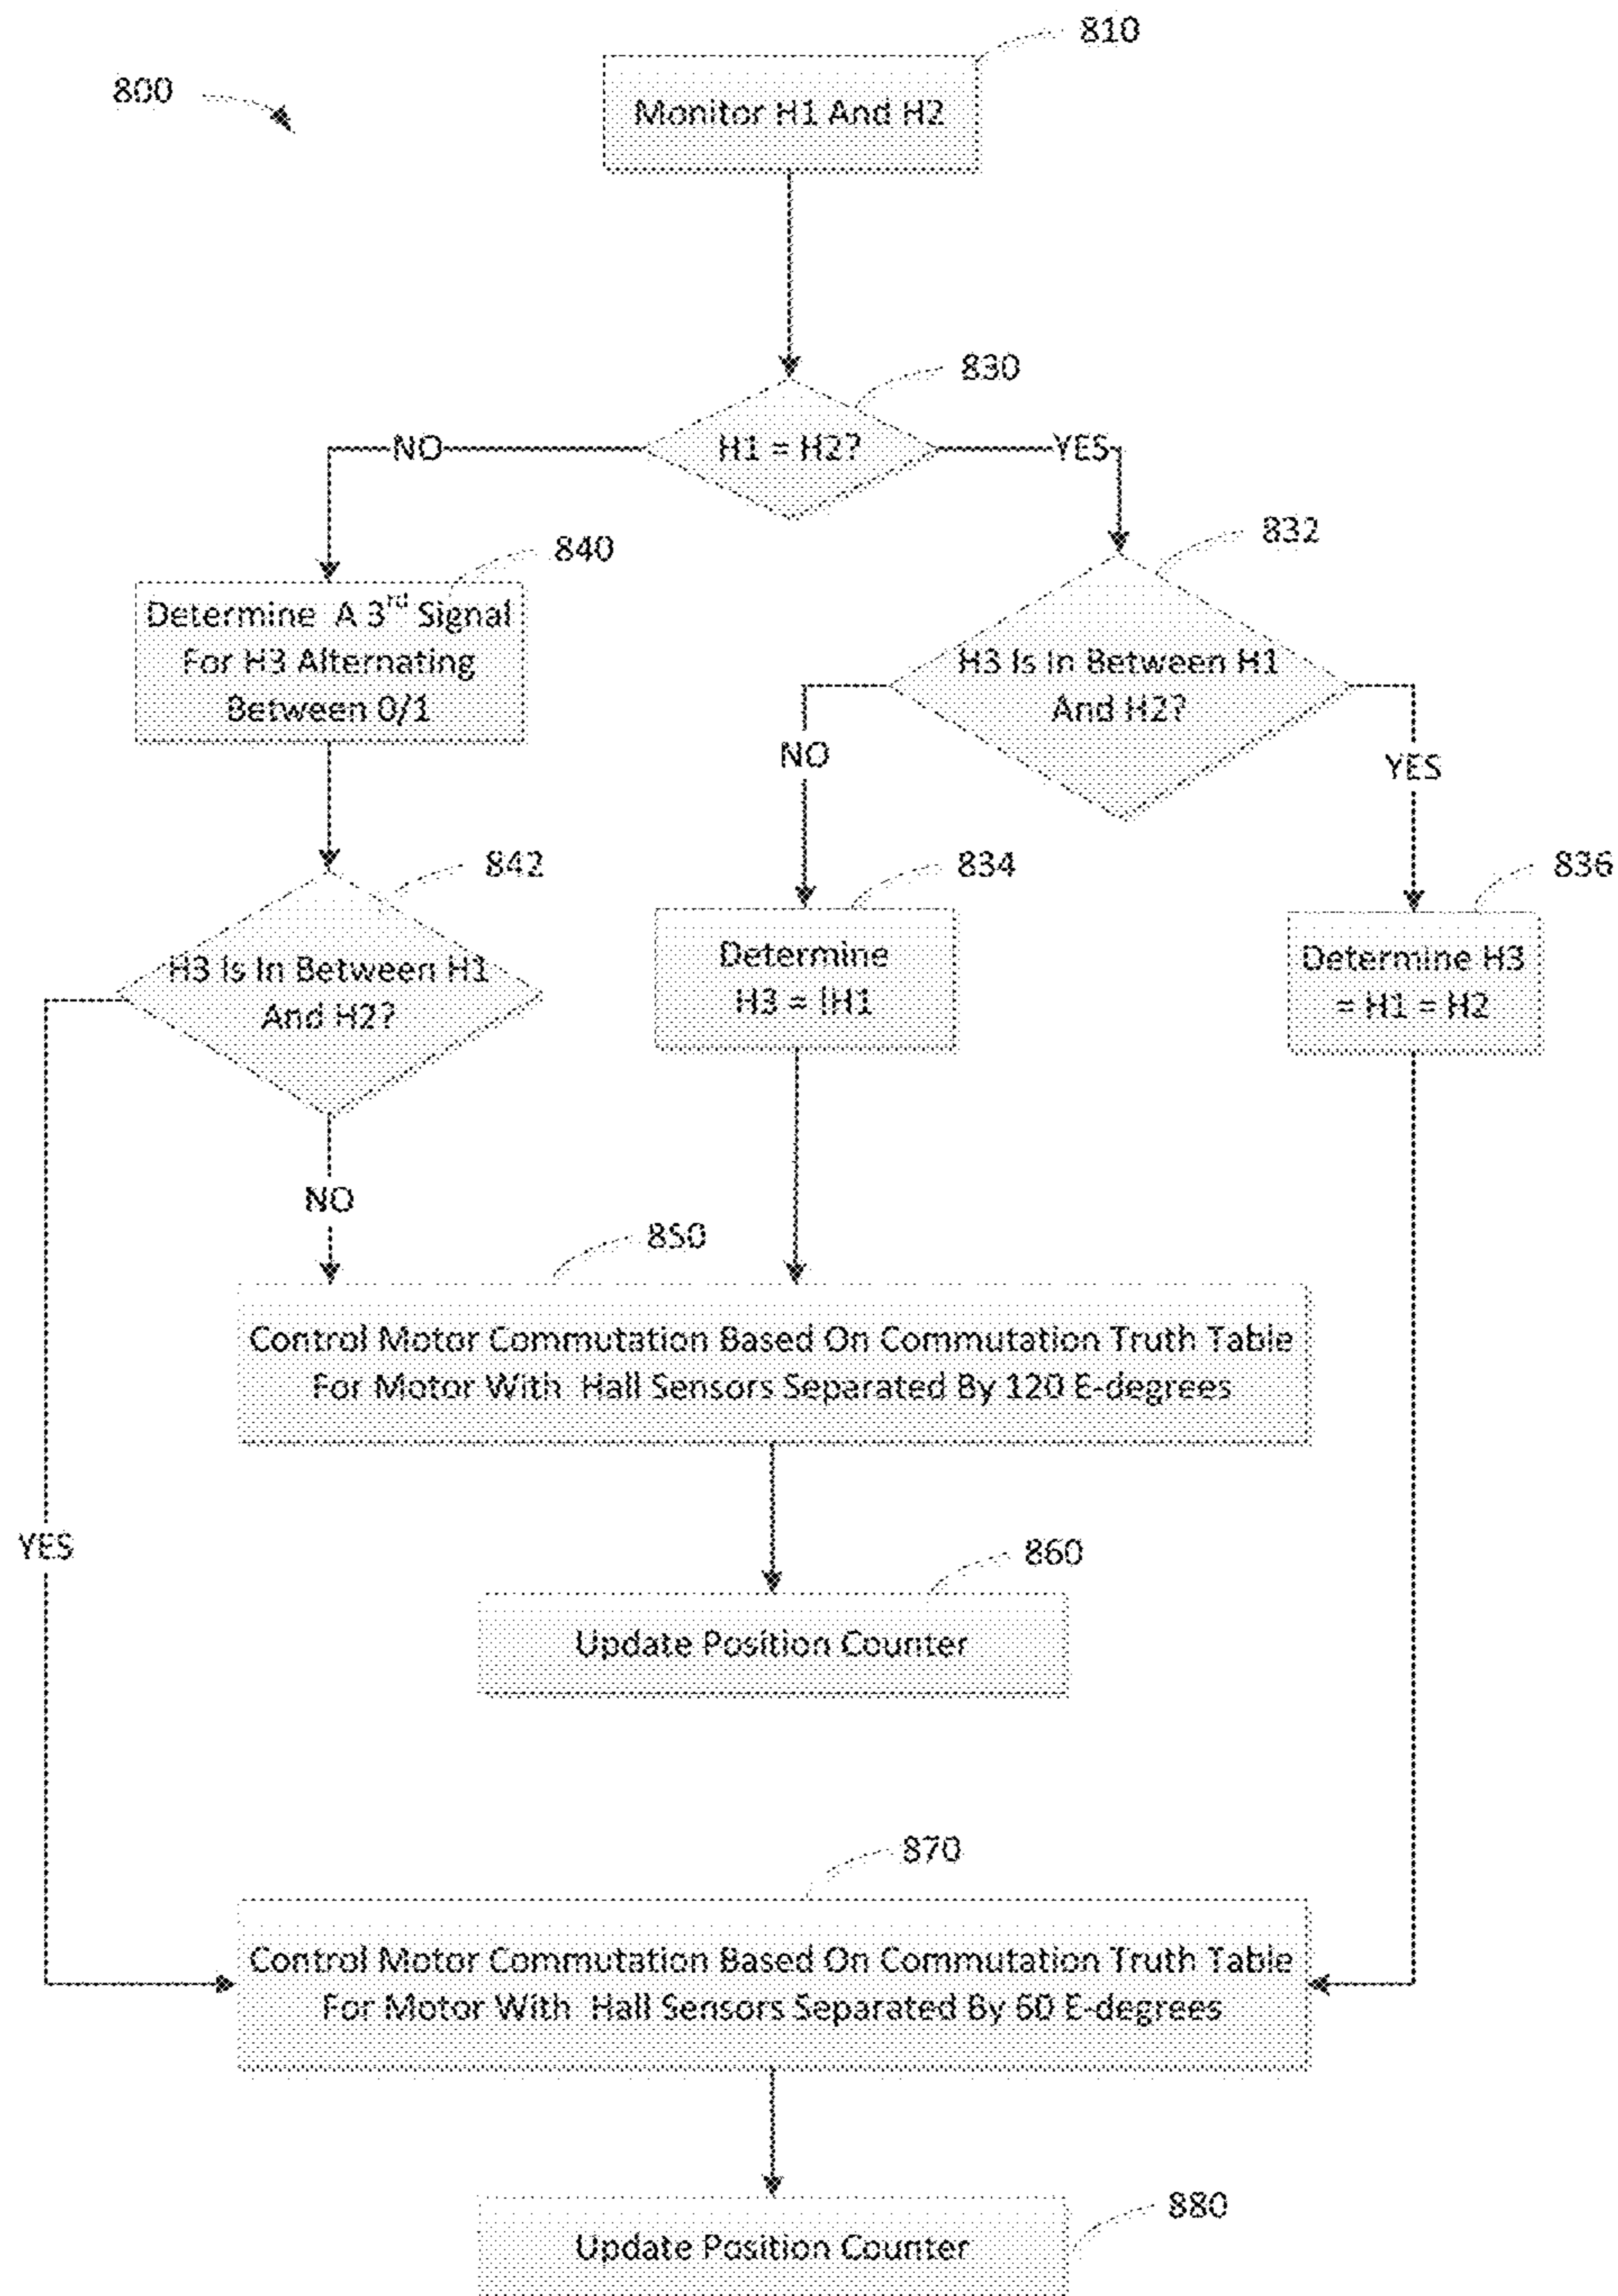 810
800
Monitor H1 And H2
830
H1 = H2?
NO
YES
832
840
Determine A 3rd Signal
For H3 Alternating
Between 0/1
H3 Is In Between H1
And H2?
NO
YES
842
834
836
H3 Is In Between H1
And H2?
Determine
H3 = !H1
Determine H3
= H1 = H2
NO
850
Control Motor Commutation Based On Commutation Truth Table
For Motor With Hall Sensors Separated By 120 E-degrees
YES
860
Update Position Counter
870
Control Motor Commutation Based On Commutation Truth Table
For Motor With Hall Sensors Separated By 60 E-degrees
880
Update Position Counter